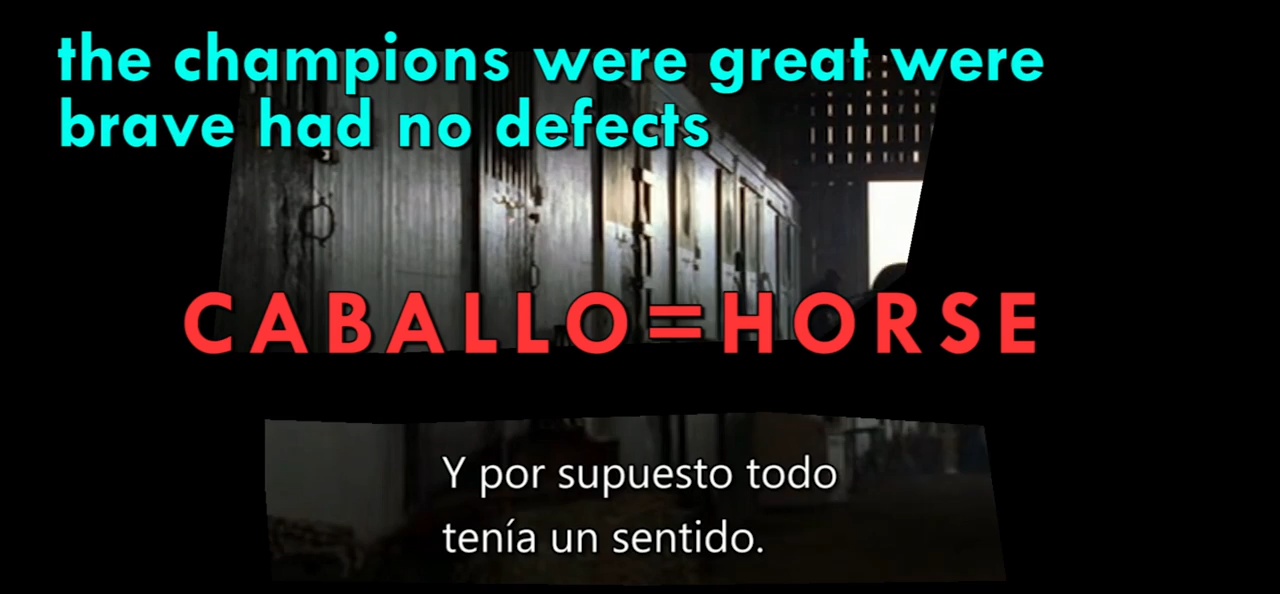 the champions were great were
brave had no defects
CABALLO=HORSE
Y por supuesto todo
tenía un sentido.